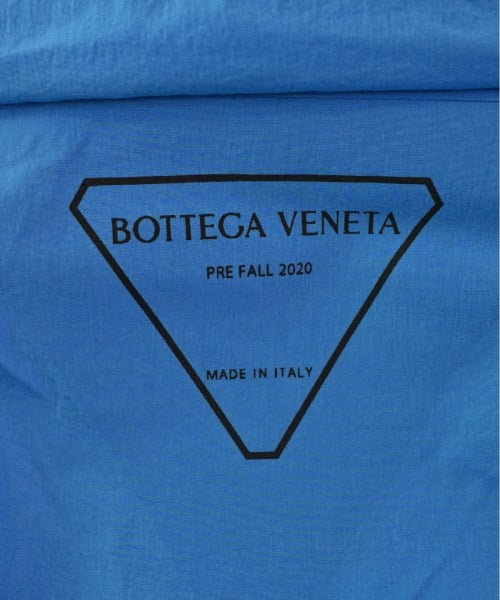 BOTTEGA VENETA
PRE FALL 2020
MADE IN ITALY